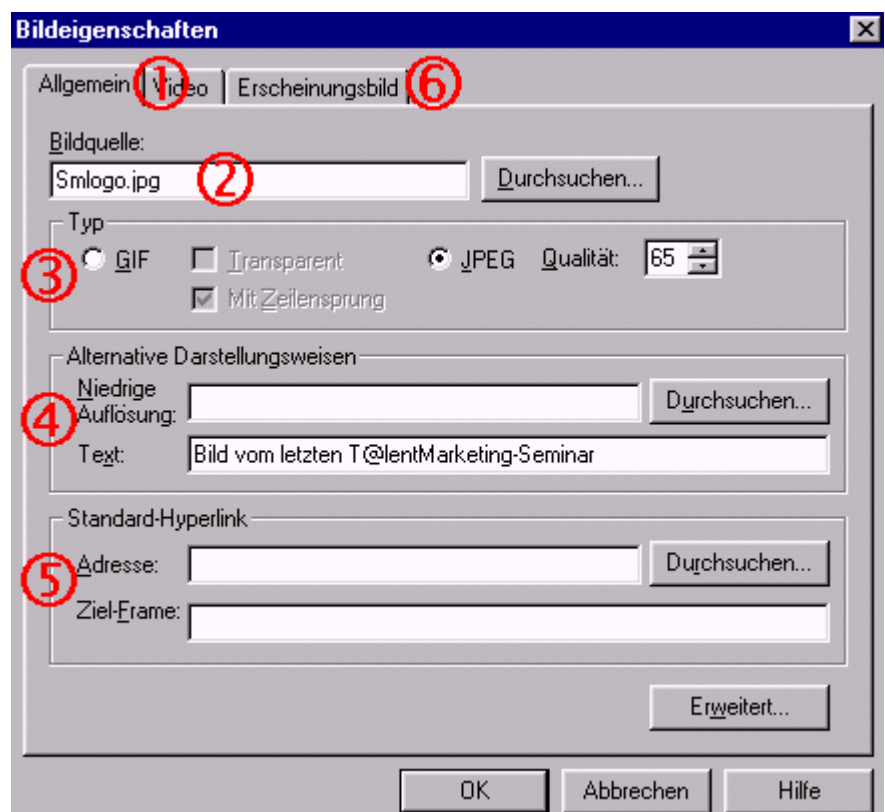 Bildeigenschaften
Allgemein ① Video Erscheinungsbild ⑥
Bildquelle:
Smlogo.jpg ② Durchsuchen...
Typ
③ GIF Transparent JPEG Qualität: 65
Mit Zeilensprung
Alternative Darstellungsweisen
④ Niedrige
Auflösung: Durchsuchen...
Text: Bild vom letzten T@lentMarketing-Seminar
Standard-Hyperlink
⑤ Adresse: Durchsuchen...
Ziel-Frame:
Erweitert...
OK Abbrechen Hilfe